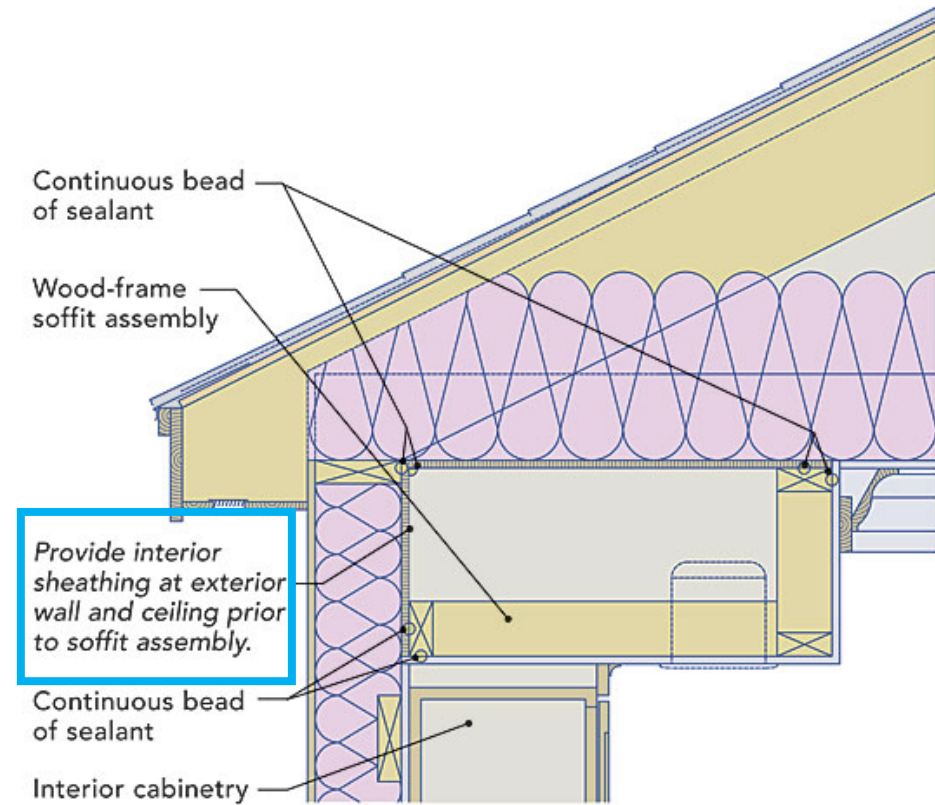 Continuous bead
of sealant
Wood-frame
soffit assembly
Provide interior
sheathing at exterior
wall and ceiling prior
to soffit assembly.
Continuous bead
of sealant
Interior cabinetry